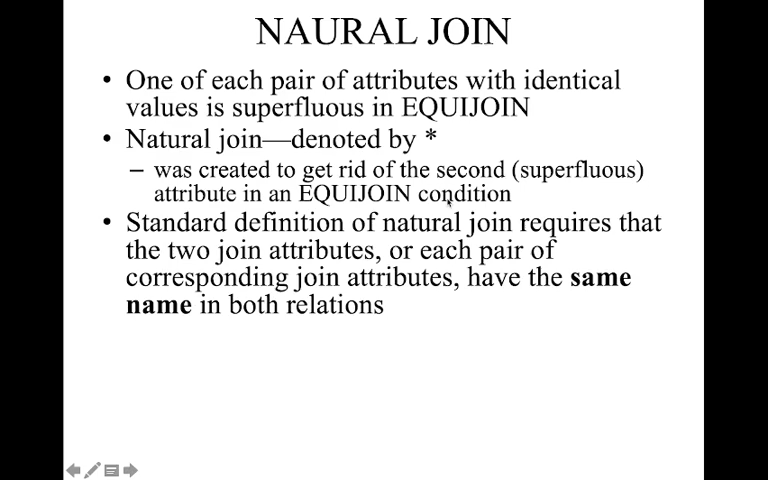 NAURAL JOIN
• One of each pair of attributes with identical
values is superfluous in EQUIJOIN
• Natural join—denoted by *
– was created to get rid of the second (superfluous)
attribute in an EQUIJOIN condition
• Standard definition of natural join requires that
the two join attributes, or each pair of
corresponding join attributes, have the same
name in both relations